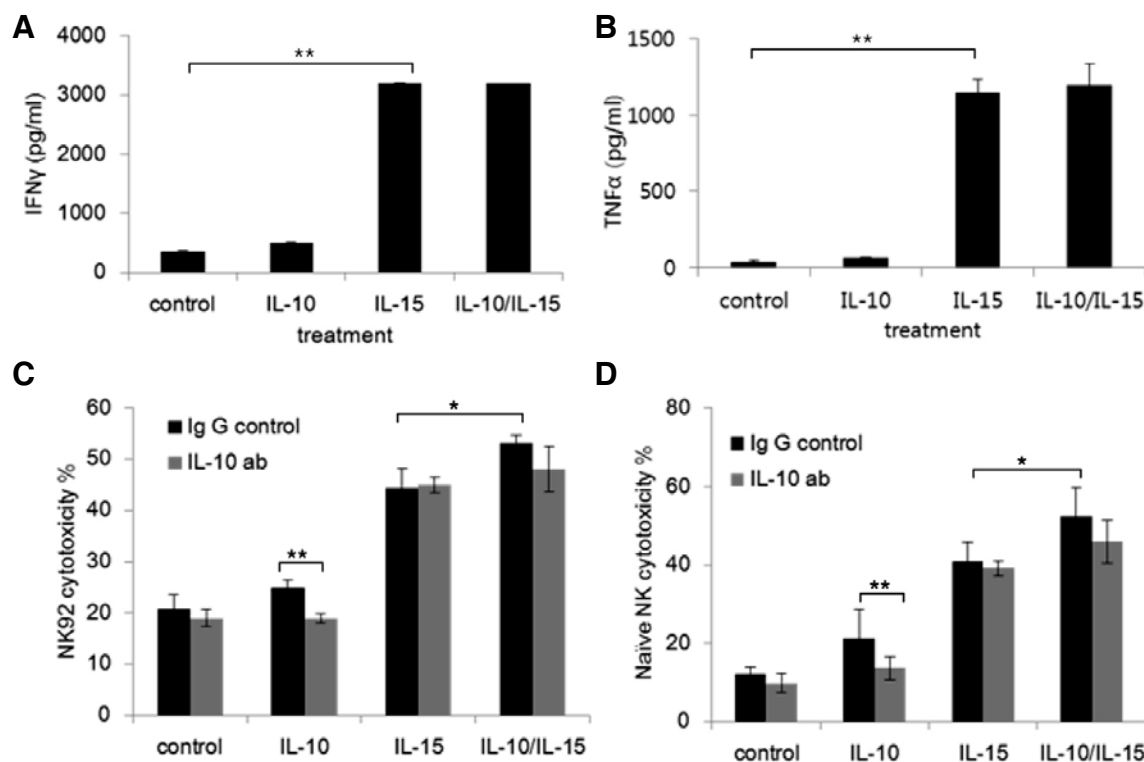 A
4000
3000
2000
1000
0
IFNγ (pg/ml)
**
control IL-10 IL-15 IL-10/IL-15
treatment
B
1500
1000
500
0
TNFα (pg/ml)
**
control IL-10 IL-15 IL-10/IL-15
treatment
C
60
50
40
30
20
10
0
NK92 cytotoxicity %
Ig G control
IL-10 ab
*
**
control IL-10 IL-15 IL-10/IL-15
D
80
60
40
20
0
Naïve NK cytotoxicity %
Ig G control
IL-10 ab
*
**
control IL-10 IL-15 IL-10/IL-15